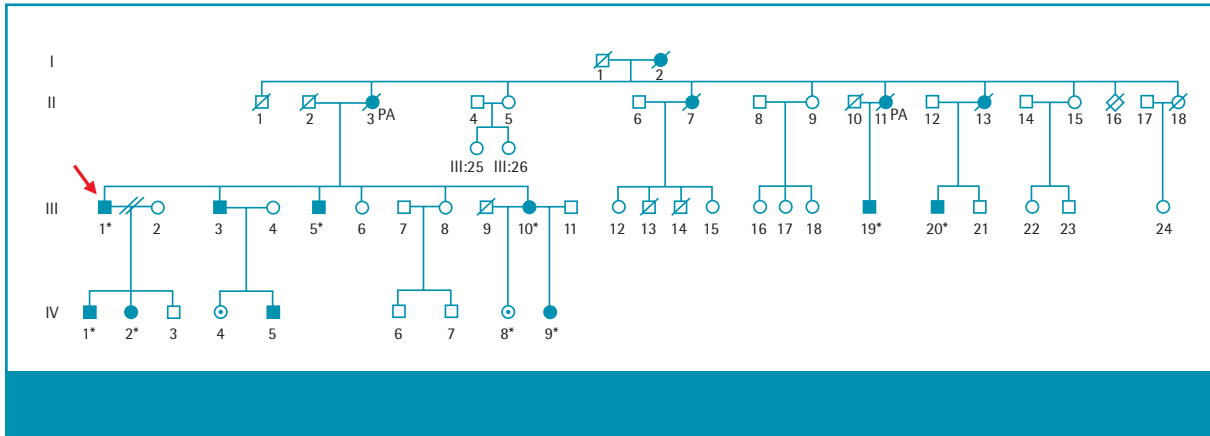 I
1 2
II
1 2 3 PA 4 5 6 7 8 9 10 11 PA 12 13 14 15 16 17 18
III:25 III:26
III
1* 2 3 4 5* 6 7 8 9 10* 11 12 13 14 15 16 17 18 19* 20* 21 22 23 24
IV
1* 2* 3 4 5 6 7 8* 9*